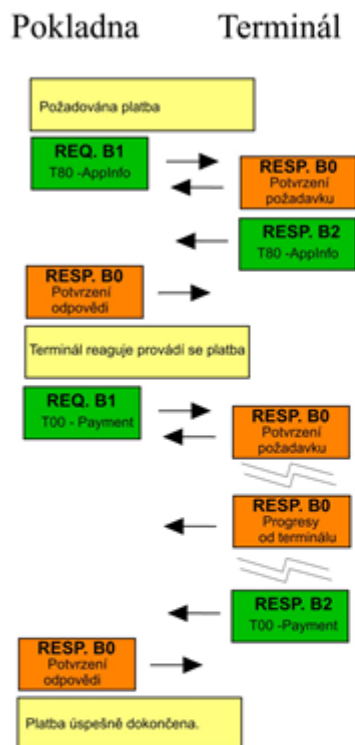 Pokladna
Terminál
Požadována platba
REQ. B1
T80 -AppInfo
RESP. B0
Potvrzení
požadavku
RESP. B2
T80 -AppInfo
RESP. B0
Potvrzení
odpovědi
Terminál reaguje provádí se platba
REQ. B1
T00 - Payment
RESP. B0
Potvrzení
požadavku
RESP. B0
Progresy
od terminálu
RESP. B2
T00 -Payment
RESP. B0
Potvrzení
odpovědi
Platba úspešně dokončena.